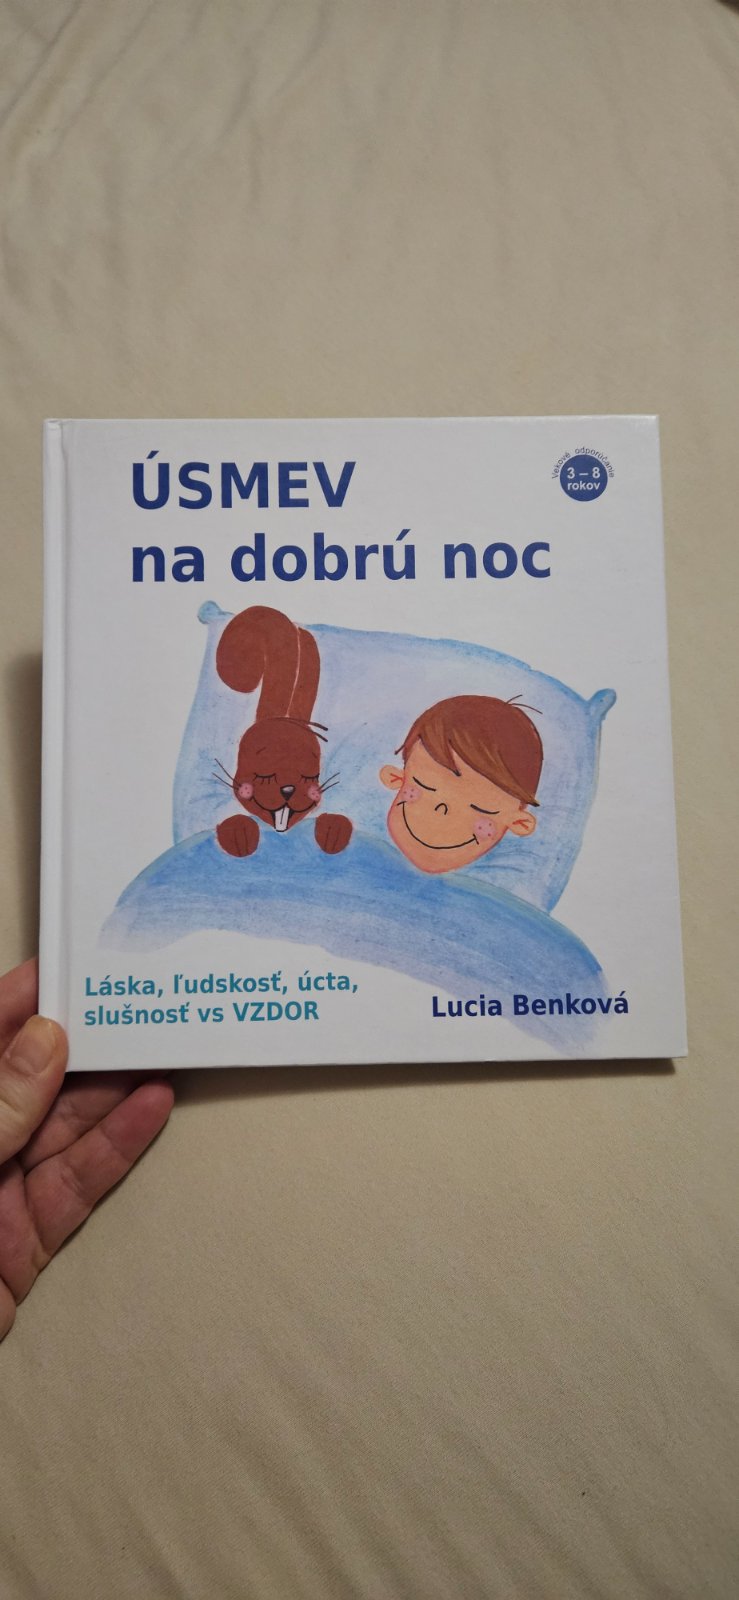 ÚSMEV
na dobrú noc
Vekové odporúčanie
3 – 8
rokov
Láska, ľudskosť, úcta,
slušnosť vs VZDOR
Lucia Benková